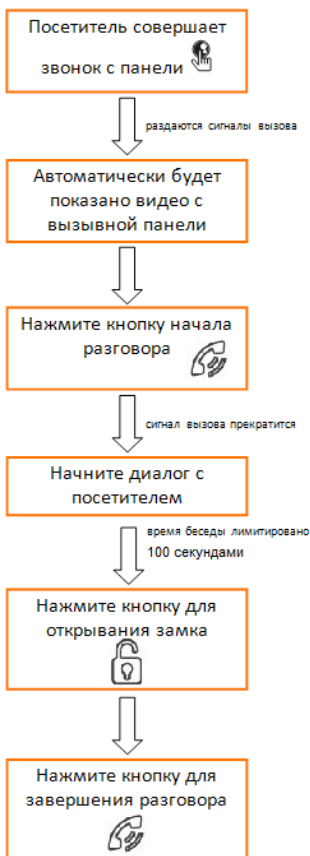 Посетитель совершает
звонок с панели
раздаются сигналы вызова
Автоматически будет
показано видео с
вызывной панели
Нажмите кнопку начала
разговора
сигнал вызова прекратится
Начните диалог с
посетителем
время беседы лимитировано
100 секундами
Нажмите кнопку для
открывания замка
Нажмите кнопку для
завершения разговора